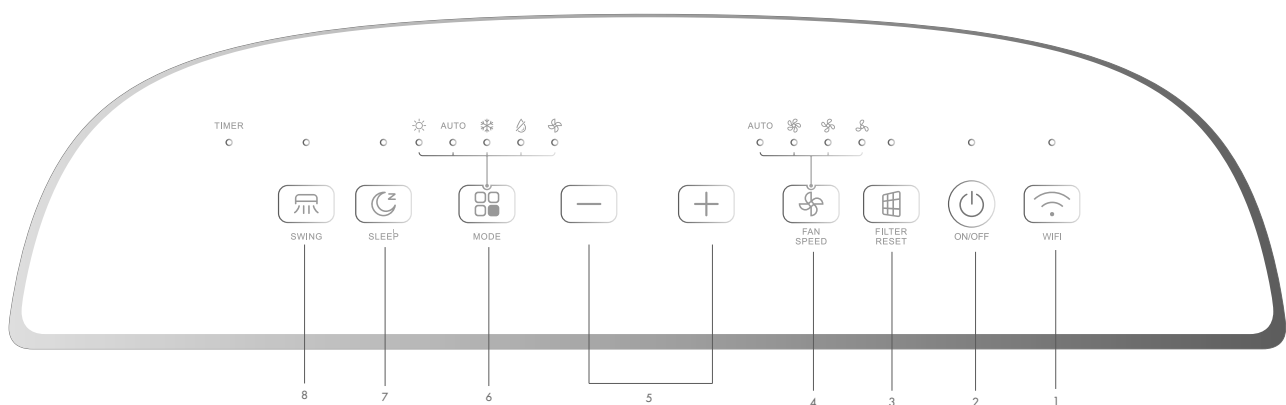 TIMER
AUTO
AUTO
Z
SWING
SLEEP
MODE
FAN
SPEED
FILTER
RESET
ON/OFF
WIFI
8
7
6
5
4
3
2
1